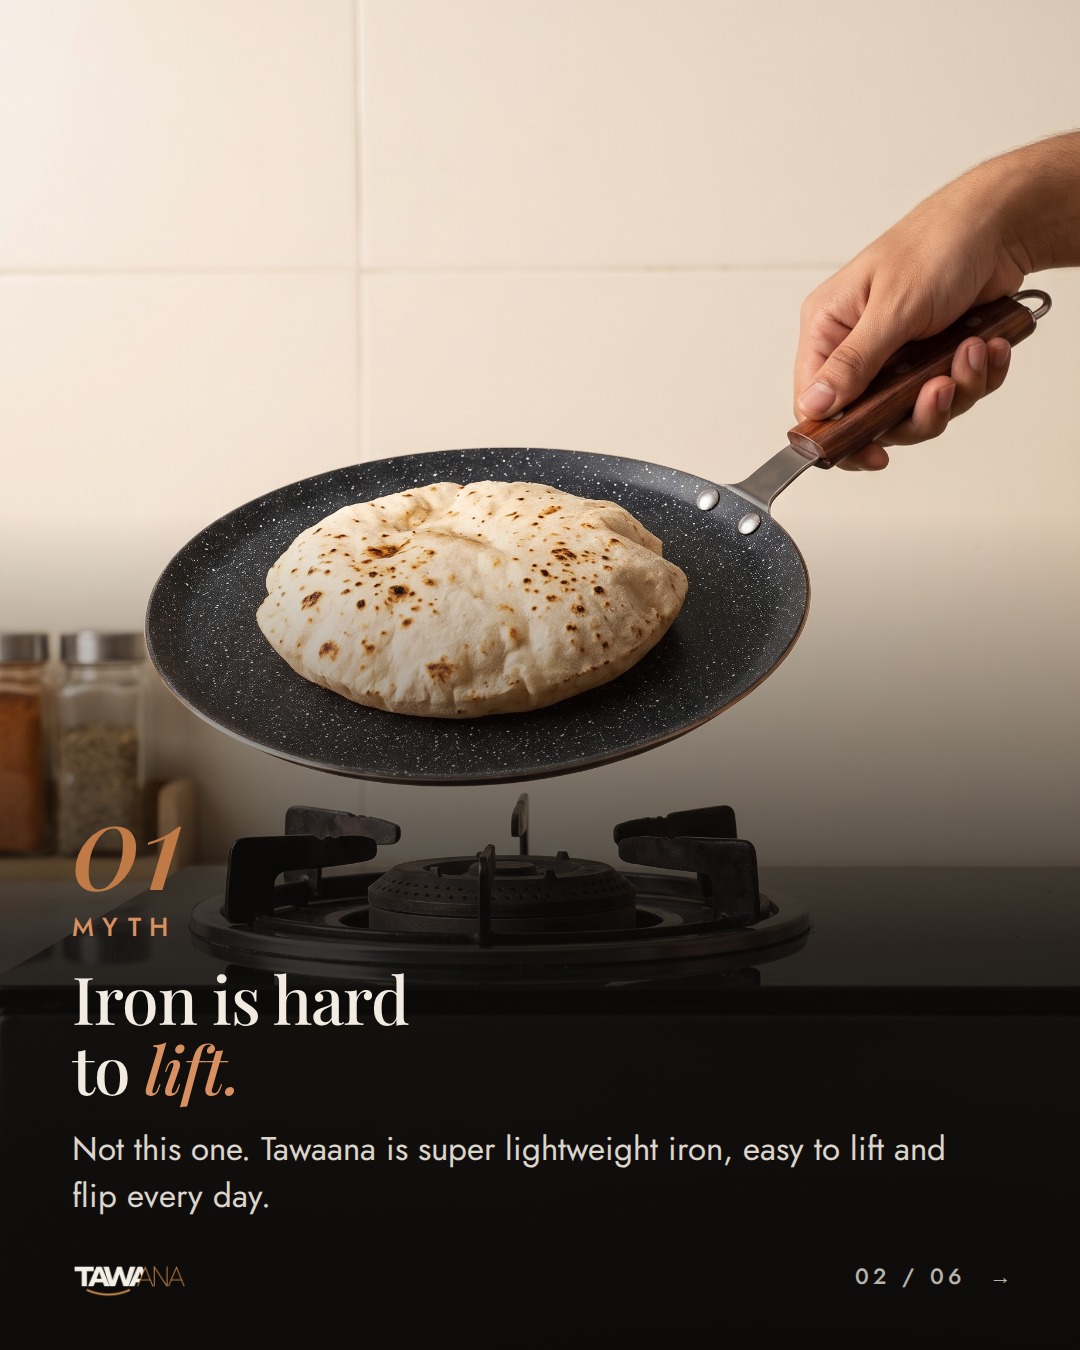 01
MYTH
Iron is hard
to lift.
Not this one. Tawaana is super lightweight iron, easy to lift and
flip every day.
TAWAANA
02 / 06 →